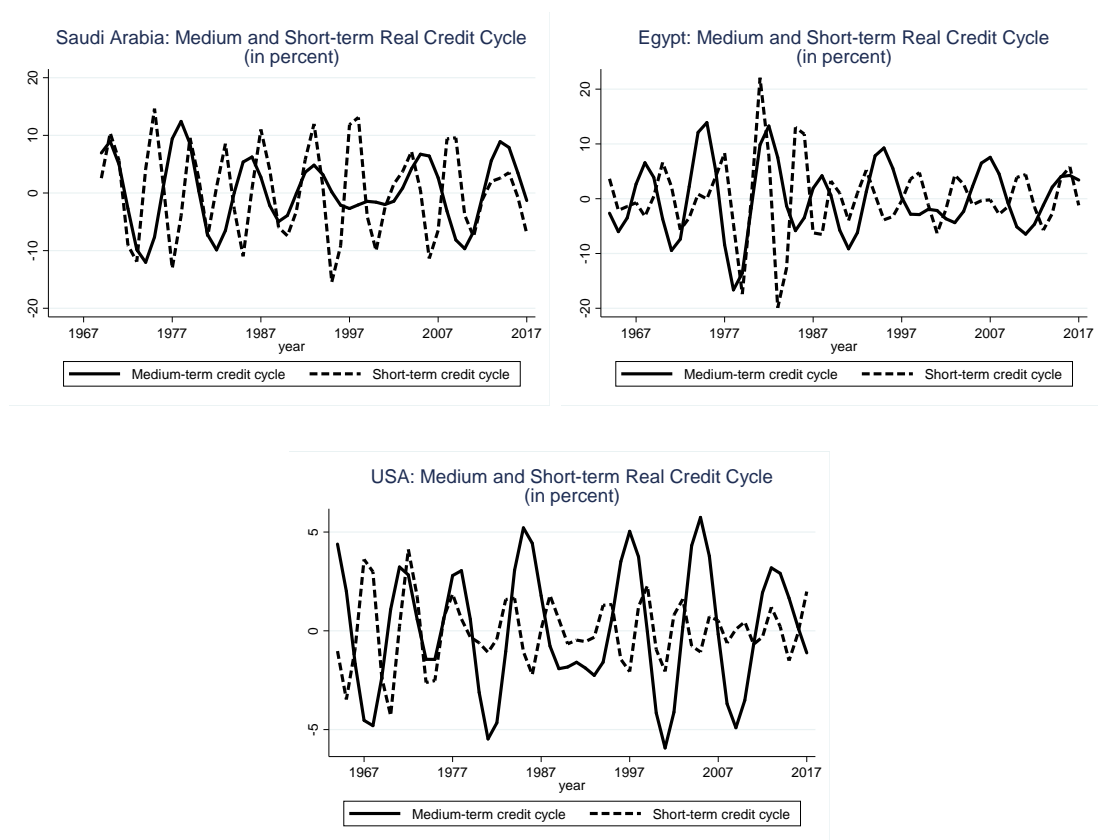 Saudi Arabia: Medium and Short-term Real Credit Cycle
(in percent)
20
10
0
-10
-20
1967 1977 1987 1997 2007 2017
year
Medium-term credit cycle Short-term credit cycle
Egypt: Medium and Short-term Real Credit Cycle
(in percent)
20
10
0
-10
-20
1967 1977 1987 1997 2007 2017
year
Medium-term credit cycle Short-term credit cycle
USA: Medium and Short-term Real Credit Cycle
(in percent)
5
0
-5
1967 1977 1987 1997 2007 2017
year
Medium-term credit cycle Short-term credit cycle